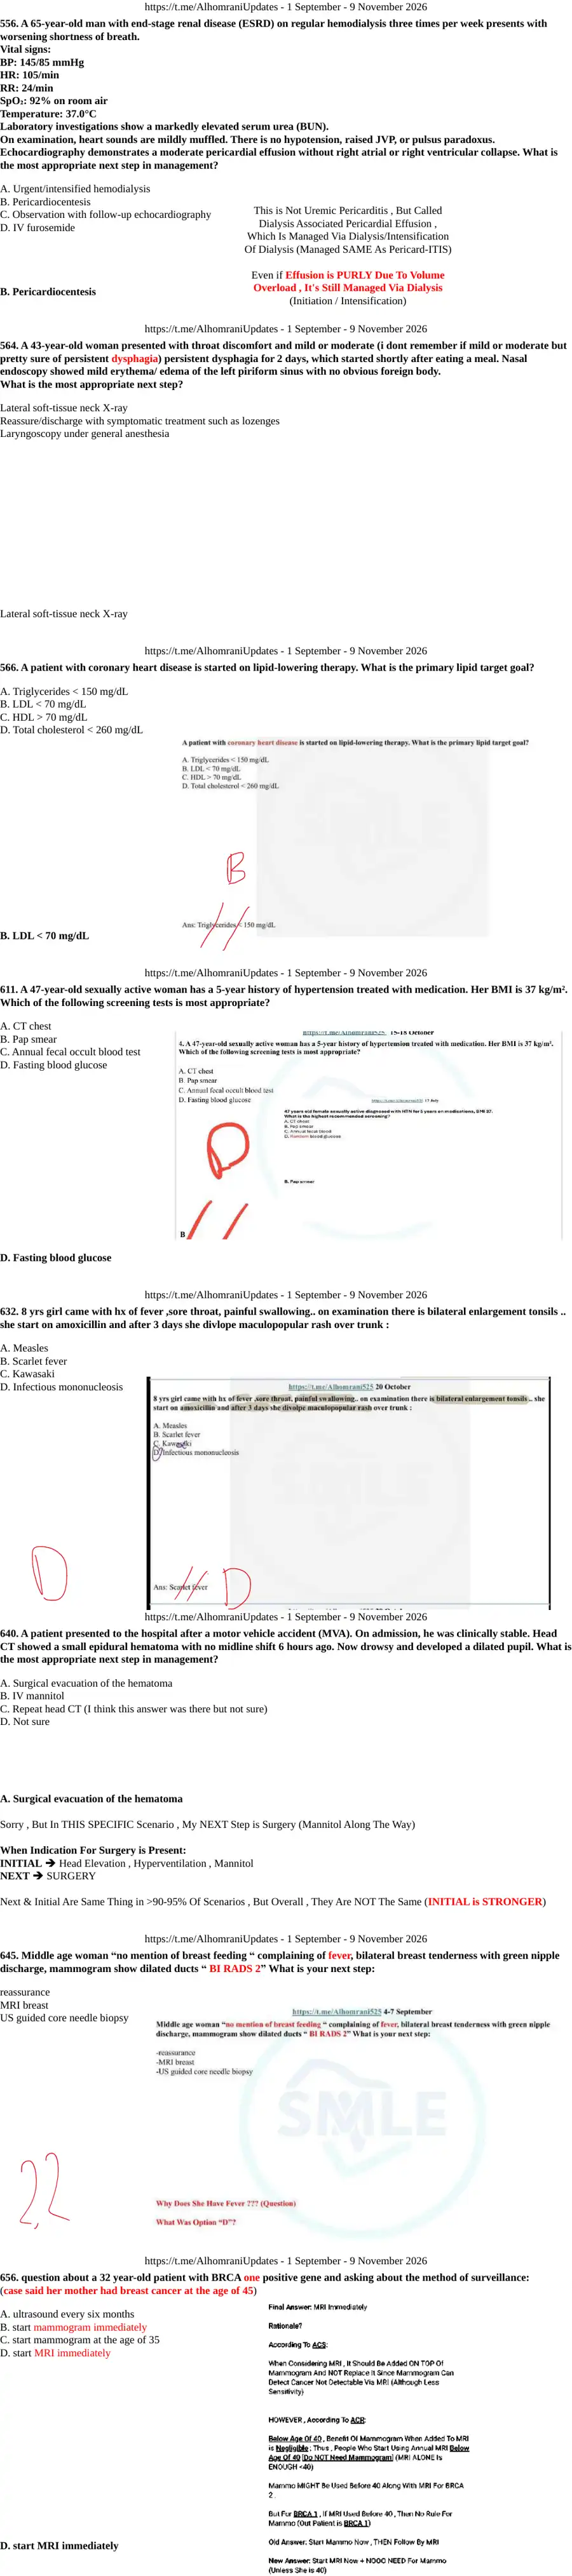 https://t.me/AlhomraniUpdates - 1 September - 9 November 2026
556. A 65-year-old man with end-stage renal disease (ESRD) on regular hemodialysis three times per week presents with
worsening shortness of breath.
Vital signs:
BP: 145/85 mmHg
HR: 105/min
RR: 24/min
SpO₂: 92% on room air
Temperature: 37.0°C
Laboratory investigations show a markedly elevated serum urea (BUN).
On examination, heart sounds are mildly muffled. There is no hypotension, raised JVP, or pulsus paradoxus.
Echocardiography demonstrates a moderate pericardial effusion without right atrial or right ventricular collapse. What is
the most appropriate next step in management?
A. Urgent/intensified hemodialysis
B. Pericardiocentesis
C. Observation with follow-up echocardiography
D. IV furosemide
This is Not Uremic Pericarditis , But Called
Dialysis Associated Pericardial Effusion ,
Which Is Managed Via Dialysis/Intensification
Of Dialysis (Managed SAME As Pericard-ITIS)
Even if Effusion is PURLY Due To Volume
Overload , It's Still Managed Via Dialysis
(Initiation / Intensification)
B. Pericardiocentesis
https://t.me/AlhomraniUpdates - 1 September - 9 November 2026
564. A 43-year-old woman presented with throat discomfort and mild or moderate (i dont remember if mild or moderate but
pretty sure of persistent dysphagia) persistent dysphagia for 2 days, which started shortly after eating a meal. Nasal
endoscopy showed mild erythema/ edema of the left piriform sinus with no obvious foreign body.
What is the most appropriate next step?
Lateral soft-tissue neck X-ray
Reassure/discharge with symptomatic treatment such as lozenges
Laryngoscopy under general anesthesia
Lateral soft-tissue neck X-ray
https://t.me/AlhomraniUpdates - 1 September - 9 November 2026
566. A patient with coronary heart disease is started on lipid-lowering therapy. What is the primary lipid target goal?
A. Triglycerides < 150 mg/dL
B. LDL < 70 mg/dL
C. HDL > 70 mg/dL
D. Total cholesterol < 260 mg/dL
A patient with coronary heart disease is started on lipid-lowering therapy. What is the primary lipid target goal?
A. Triglycerides < 150 mg/dL
B. LDL < 70 mg/dL
C. HDL > 70 mg/dL
D. Total cholesterol < 260 mg/dL
SMLE
B
Ans: Triglycerides < 150 mg/dL
B. LDL < 70 mg/dL
https://t.me/AlhomraniUpdates - 1 September - 9 November 2026
611. A 47-year-old sexually active woman has a 5-year history of hypertension treated with medication. Her BMI is 37 kg/m².
Which of the following screening tests is most appropriate?
A. CT chest
B. Pap smear
C. Annual fecal occult blood test
D. Fasting blood glucose
https://t.me/Alhomrani525, 15-18 October
4. A 47-year-old sexually active woman has a 5-year history of hypertension treated with medication. Her BMI is 37 kg/m².
Which of the following screening tests is most appropriate?
A. CT chest
B. Pap smear
C. Annual fecal occult blood test
D. Fasting blood glucose
47 years old female sexually active diagnosed with HTN for 5 years on medications, BMI 37.
What is the highest recommended screening?
A. CT chest
B. Pap smear
C. Annual fecal blood
D. Random blood glucose
D
B. Pap smear
B
D. Fasting blood glucose
https://t.me/AlhomraniUpdates - 1 September - 9 November 2026
632. 8 yrs girl came with hx of fever ,sore throat, painful swallowing.. on examination there is bilateral enlargement tonsils ..
she start on amoxicillin and after 3 days she divlope maculopopular rash over trunk :
A. Measles
B. Scarlet fever
C. Kawasaki
D. Infectious mononucleosis
https://t.me/Alhomrani525 20 October
8 yrs girl came with hx of fever ,sore throat, painful swallowing.. on examination there is bilateral enlargement tonsils .. she
start on amoxicillin and after 3 days she divolpe maculopopular rash over trunk :
A. Measles
B. Scarlet fever
C. Kawasaki
D. Infectious mononucleosis
D
Ans: Scarlet fever
D
https://t.me/AlhomraniUpdates - 1 September - 9 November 2026
640. A patient presented to the hospital after a motor vehicle accident (MVA). On admission, he was clinically stable. Head
CT showed a small epidural hematoma with no midline shift 6 hours ago. Now drowsy and developed a dilated pupil. What is
the most appropriate next step in management?
A. Surgical evacuation of the hematoma
B. IV mannitol
C. Repeat head CT (I think this answer was there but not sure)
D. Not sure
A. Surgical evacuation of the hematoma
Sorry , But In THIS SPECIFIC Scenario , My NEXT Step is Surgery (Mannitol Along The Way)
When Indication For Surgery is Present:
INITIAL ➔ Head Elevation , Hyperventilation , Mannitol
NEXT ➔ SURGERY
Next & Initial Are Same Thing in >90-95% Of Scenarios , But Overall , They Are NOT The Same (INITIAL is STRONGER)
https://t.me/AlhomraniUpdates - 1 September - 9 November 2026
645. Middle age woman “no mention of breast feeding “ complaining of fever, bilateral breast tenderness with green nipple
discharge, mammogram show dilated ducts “ BI RADS 2” What is your next step:
reassurance
MRI breast
US guided core needle biopsy
https://t.me/Alhomrani525 4-7 September
Middle age woman “no mention of breast feeding “ complaining of fever, bilateral breast tenderness with green nipple
discharge, mammogram show dilated ducts “ BI RADS 2” What is your next step:
-reassurance
-MRI breast
-US guided core needle biopsy
SMLE
??
Why Does She Have Fever ??? (Question)
What Was Option “D”?
https://t.me/AlhomraniUpdates - 1 September - 9 November 2026
656. question about a 32 year-old patient with BRCA one positive gene and asking about the method of surveillance:
(case said her mother had breast cancer at the age of 45)
A. ultrasound every six months
B. start mammogram immediately
C. start mammogram at the age of 35
D. start MRI immediately
Final Answer: MRI Immediately
Rationale?
According To ACS:
When Considering MRI , It Should Be Added ON TOP Of
Mammogram And NOT Replace It Since Mammogram Can
Detect Cancer Not Detectable Via MRI (Although Less
Sensitivity)
HOWEVER , According To ACR:
Below Age Of 40 , Benefit Of Mammogram When Added To MRI
is Negligible ; Thus , People Who Start Using Annual MRI Below
Age Of 40 [Do NOT Need Mammogram] (MRI ALONE Is
ENOUGH <40)
Mammo MIGHT Be Used Before 40 Along With MRI For BRCA
2 .
But For BRCA 1 , If MRI Used Before 40 , Then No Rule For
Mammo (Out Patient is BRCA 1)
Old Answer: Start Mammo Now , THEN Follow By MRI
New Answer: Start MRI Now + NOOO NEED For Mammo
(Unless She is 40)
D. start MRI immediately